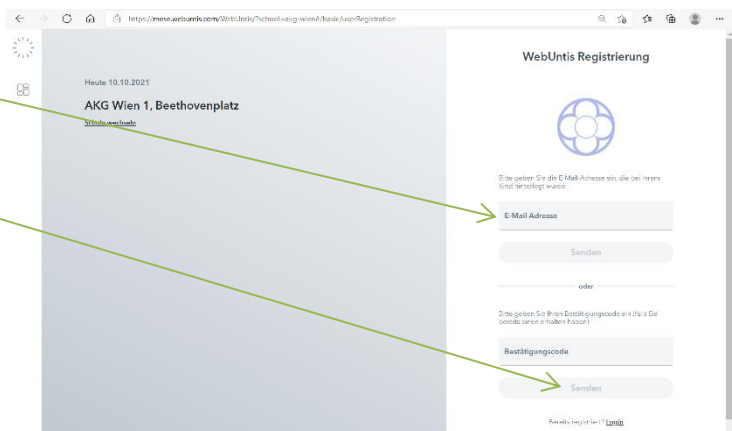 https://mese.webuntis.com/WebUntis/?school=akg-wienA/basic/userRegistration
WebUntis Registrierung
Heute 10.10.2021
AKG Wien 1, Beethovenplatz
Schule wechseln
Bitte geben Sie die E-Mail-Adresse ein, die bei Ihrem
Kind hinterlegt wurde
E-Mail Adresse
Senden
oder
Bitte geben Sie Ihren Bestätigungscode ein (falls Sie
bereits einen erhalten haben)
Bestätigungscode
Senden
Bereits registriert? Login